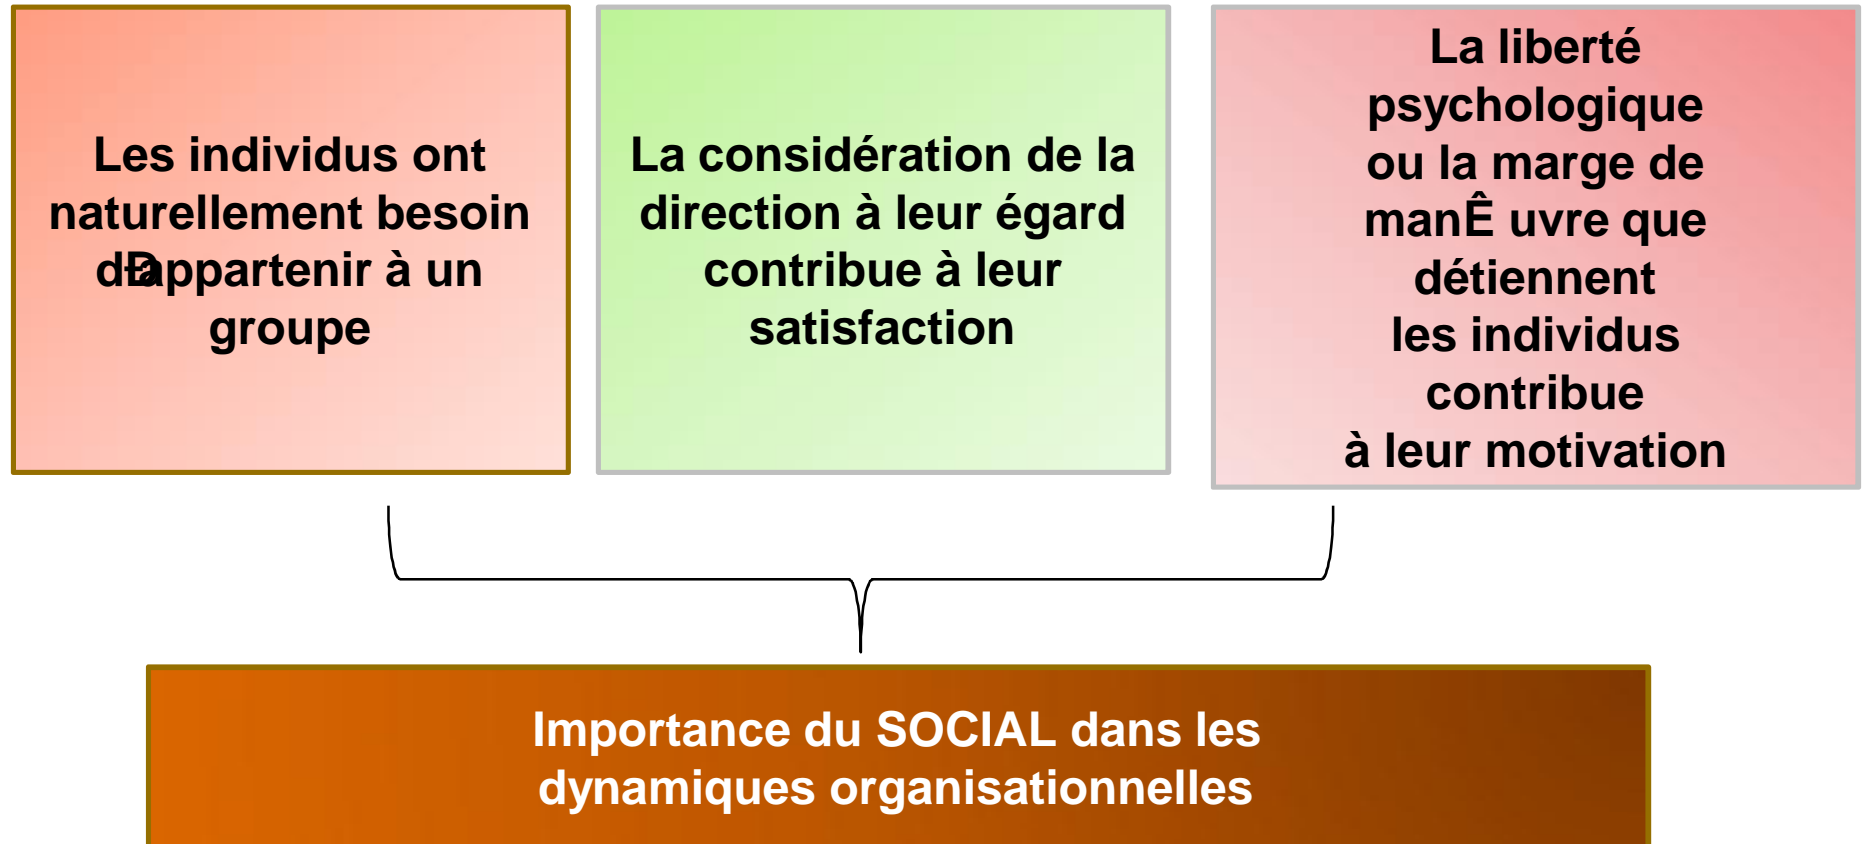 Les individus ont
naturellement besoin
dÐappartenir à un
groupe
La considération de la
direction à leur égard
contribue à leur
satisfaction
La liberté
psychologique
ou la marge de
manÊ uvre que
détiennent
les individus
contribue
à leur motivation
Importance du SOCIAL dans les
dynamiques organisationnelles